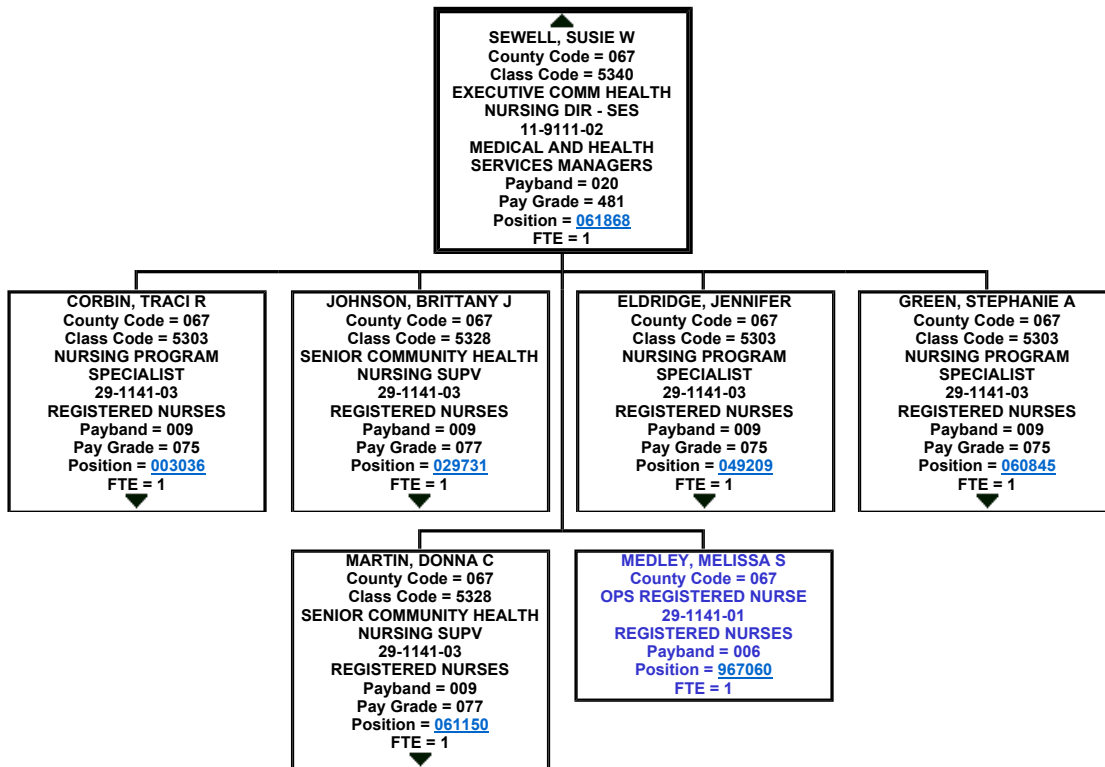 SEWELL, SUSIE W
County Code = 067
Class Code = 5340
EXECUTIVE COMM HEALTH
NURSING DIR - SES
11-9111-02
MEDICAL AND HEALTH
SERVICES MANAGERS
Payband = 020
Pay Grade = 481
Position = 061868
FTE = 1
CORBIN, TRACI R
County Code = 067
Class Code = 5303
NURSING PROGRAM
SPECIALIST
29-1141-03
REGISTERED NURSES
Payband = 009
Pay Grade = 075
Position = 003036
FTE = 1
JOHNSON, BRITTANY J
County Code = 067
Class Code = 5328
SENIOR COMMUNITY HEALTH
NURSING SUPV
29-1141-03
REGISTERED NURSES
Payband = 009
Pay Grade = 077
Position = 029731
FTE = 1
ELDRIDGE, JENNIFER
County Code = 067
Class Code = 5303
NURSING PROGRAM
SPECIALIST
29-1141-03
REGISTERED NURSES
Payband = 009
Pay Grade = 075
Position = 049209
FTE = 1
GREEN, STEPHANIE A
County Code = 067
Class Code = 5303
NURSING PROGRAM
SPECIALIST
29-1141-03
REGISTERED NURSES
Payband = 009
Pay Grade = 075
Position = 060845
FTE = 1
MARTIN, DONNA C
County Code = 067
Class Code = 5328
SENIOR COMMUNITY HEALTH
NURSING SUPV
29-1141-03
REGISTERED NURSES
Payband = 009
Pay Grade = 077
Position = 061150
FTE = 1
MEDLEY, MELISSA S
County Code = 067
OPS REGISTERED NURSE
29-1141-01
REGISTERED NURSES
Payband = 006
Position = 967060
FTE = 1